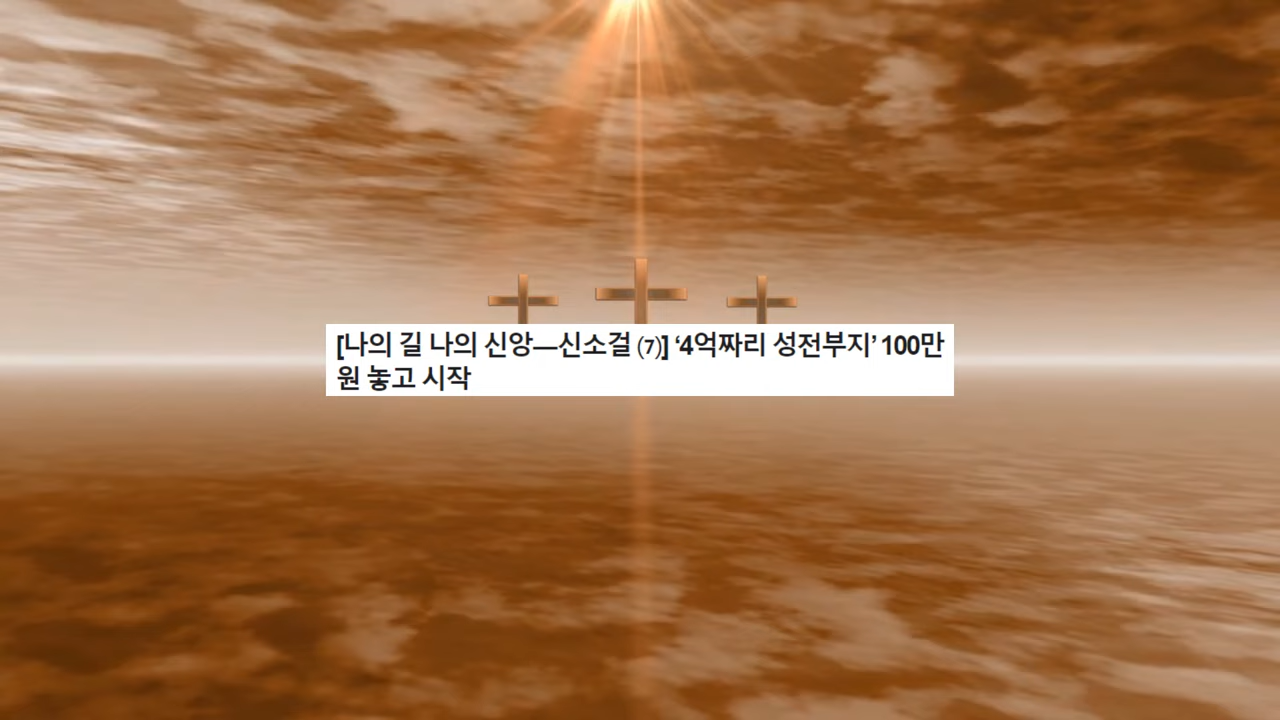 [나의 길 나의 신앙—신소걸 ⑺] ‘4억짜리 성전부지’ 100만
원 놓고 시작